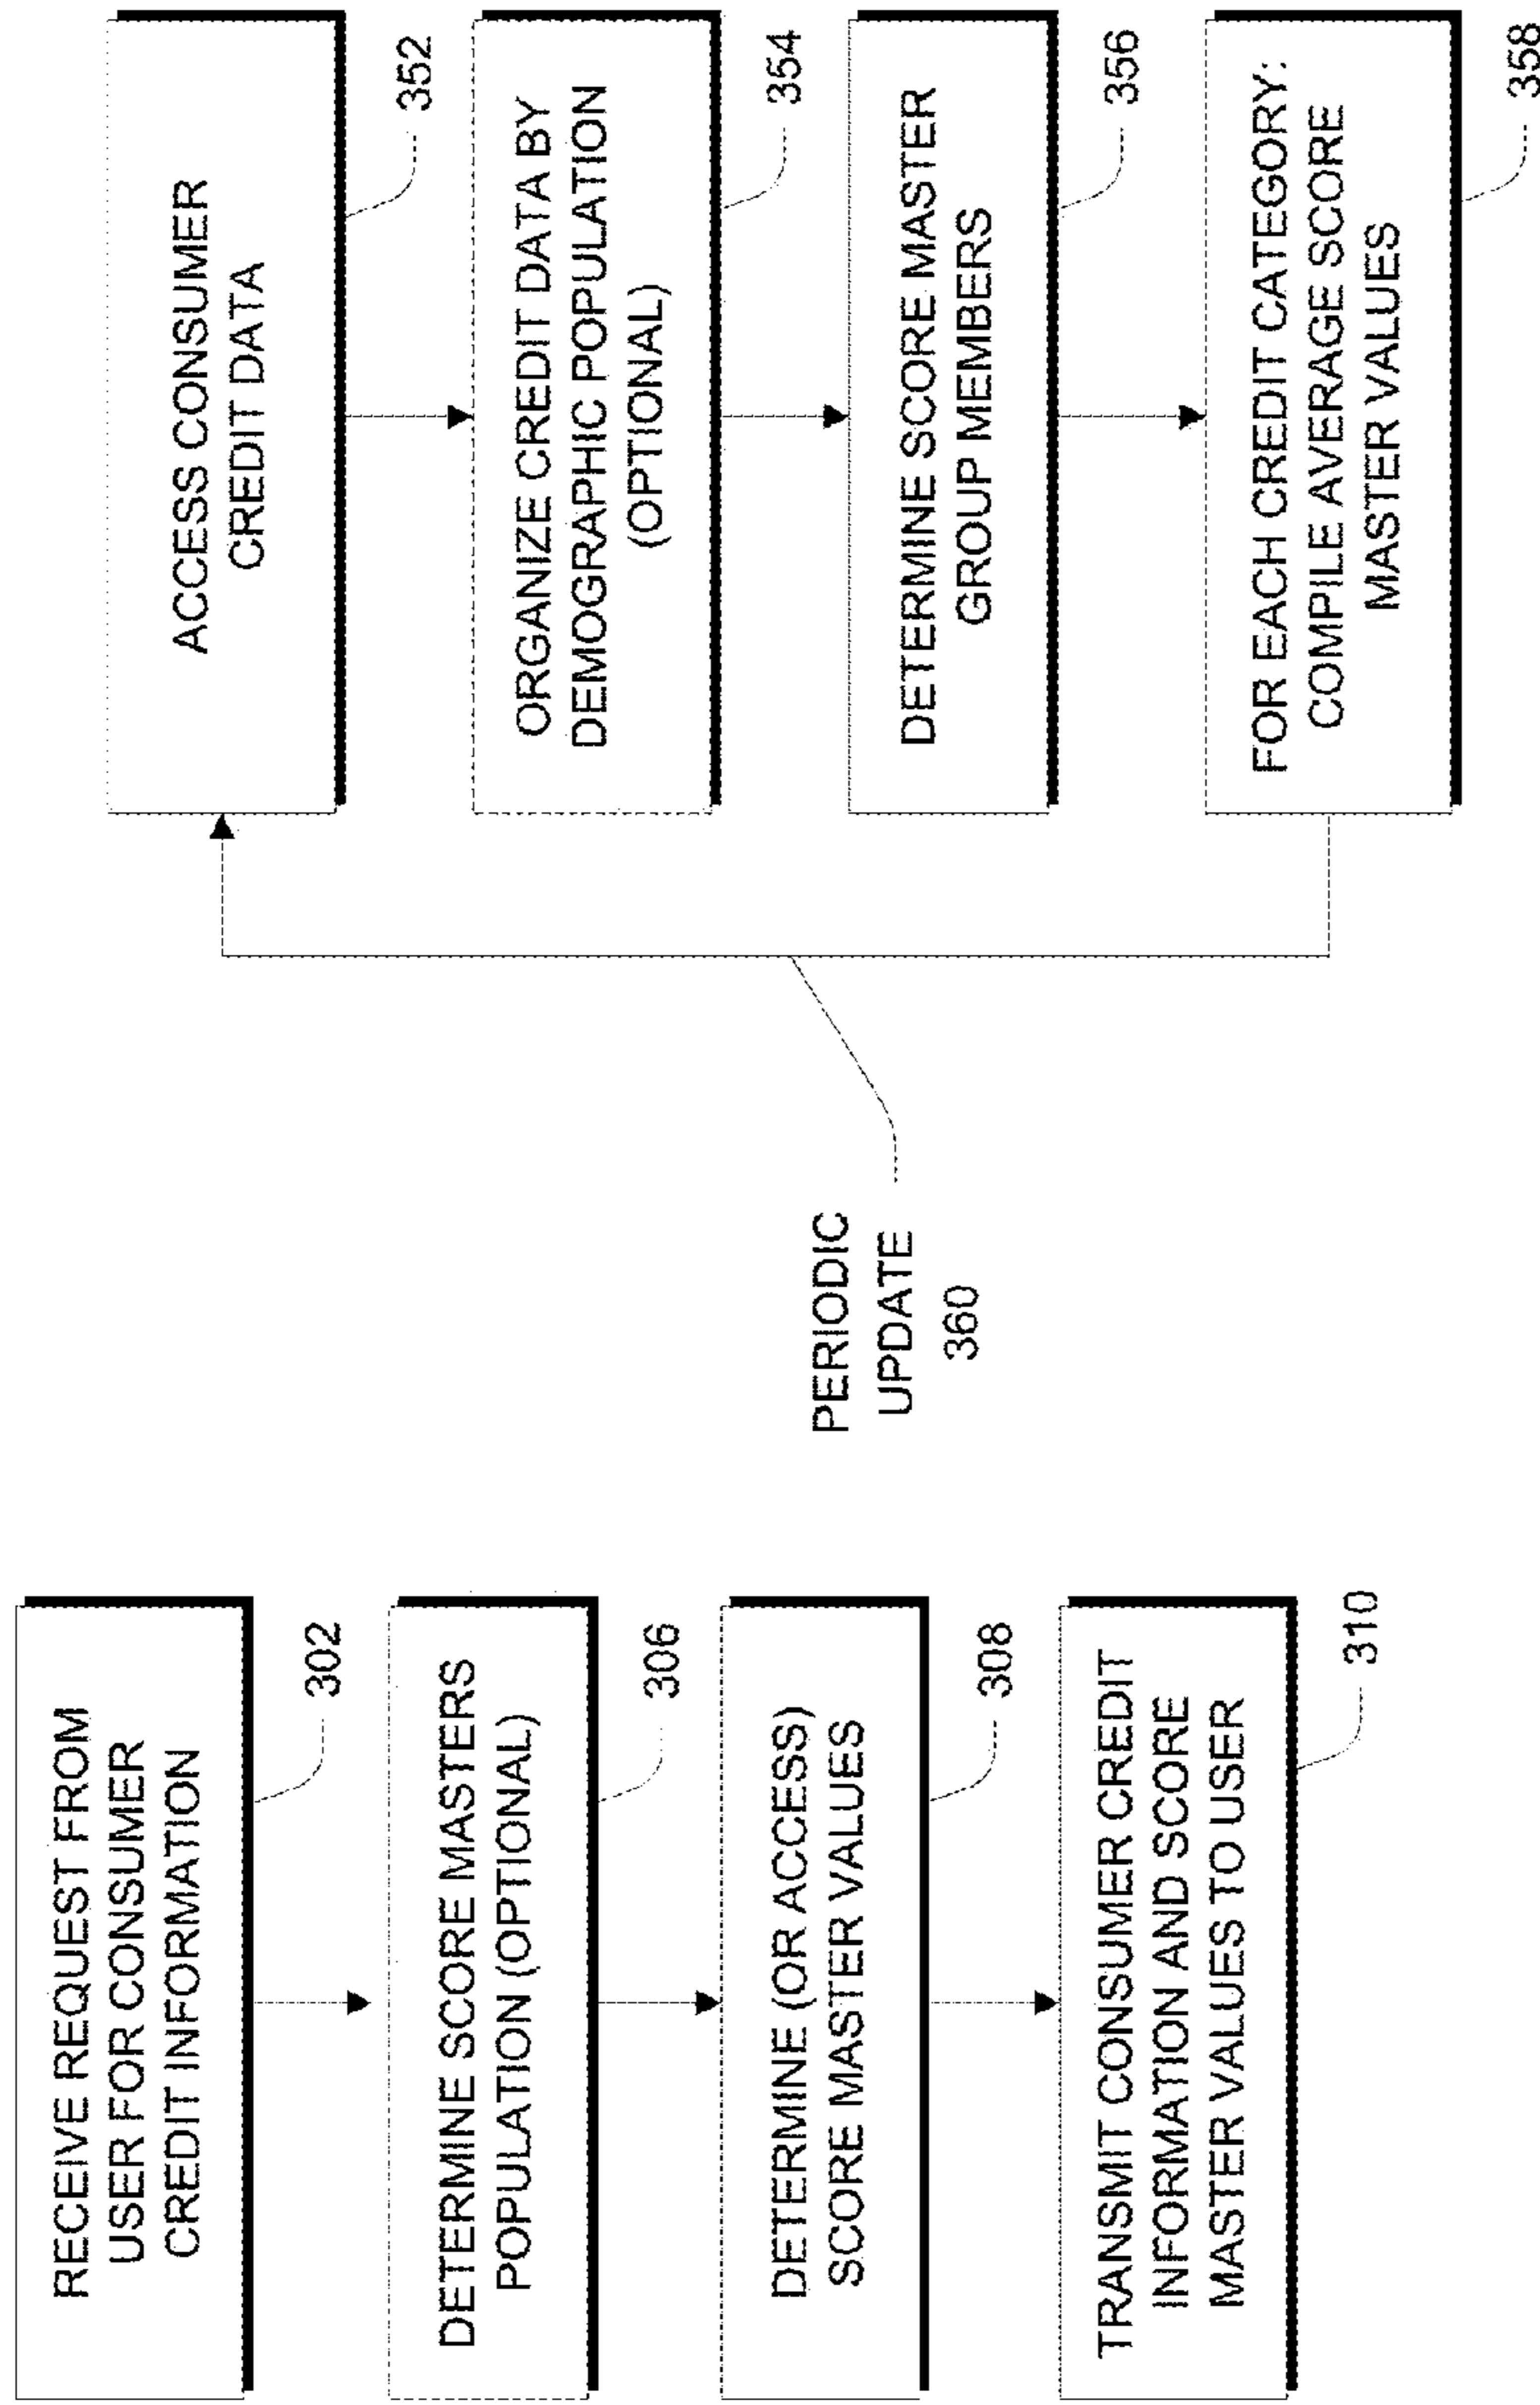 RECEIVE REQUEST FROM
USER FOR CONSUMER
CREDIT INFORMATION
302
DETERMINE SCORE MASTERS
POPULATION (OPTIONAL)
306
DETERMINE (OR ACCESS)
SCORE MASTER VALUES
308
TRANSMIT CONSUMER CREDIT
INFORMATION AND SCORE
MASTER VALUES TO USER
310
PERIODIC
UPDATE
360
ACCESS CONSUMER
CREDIT DATA
352
ORGANIZE CREDIT DATA BY
DEMOGRAPHIC POPULATION
(OPTIONAL)
354
DETERMINE SCORE MASTER
GROUP MEMBERS
356
FOR EACH CREDIT CATEGORY:
COMPILE AVERAGE SCORE
MASTER VALUES
358